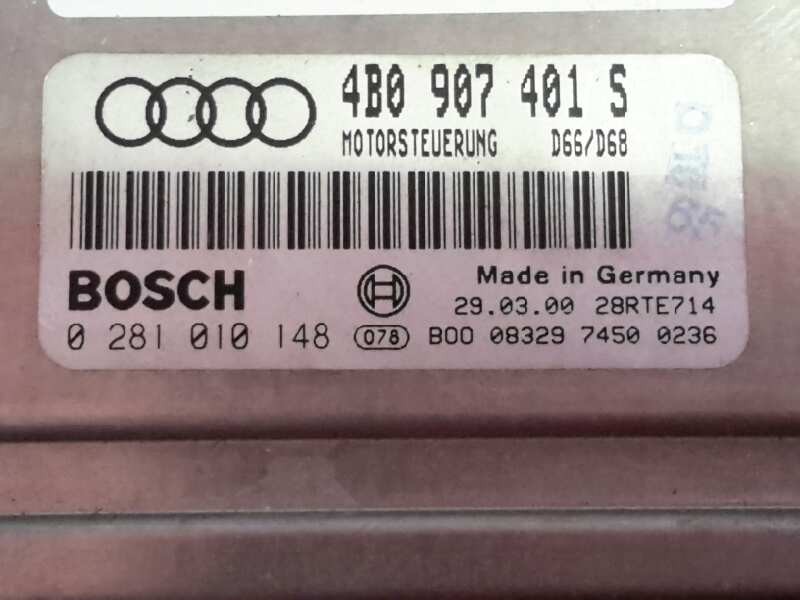 4B0 907 401 S
MOTORSTEUERUNG D66/D68
BOSCH
Made in Germany
29.03.00 28RTE714
0 281 010 148 078 B00 08329 7450 0236